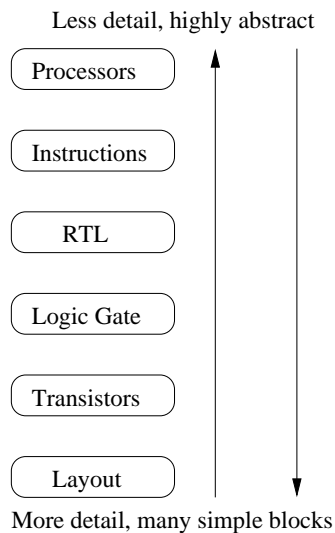 Less detail, highly abstract
Processors
Instructions
RTL
Logic Gate
Transistors
Layout
More detail, many simple blocks